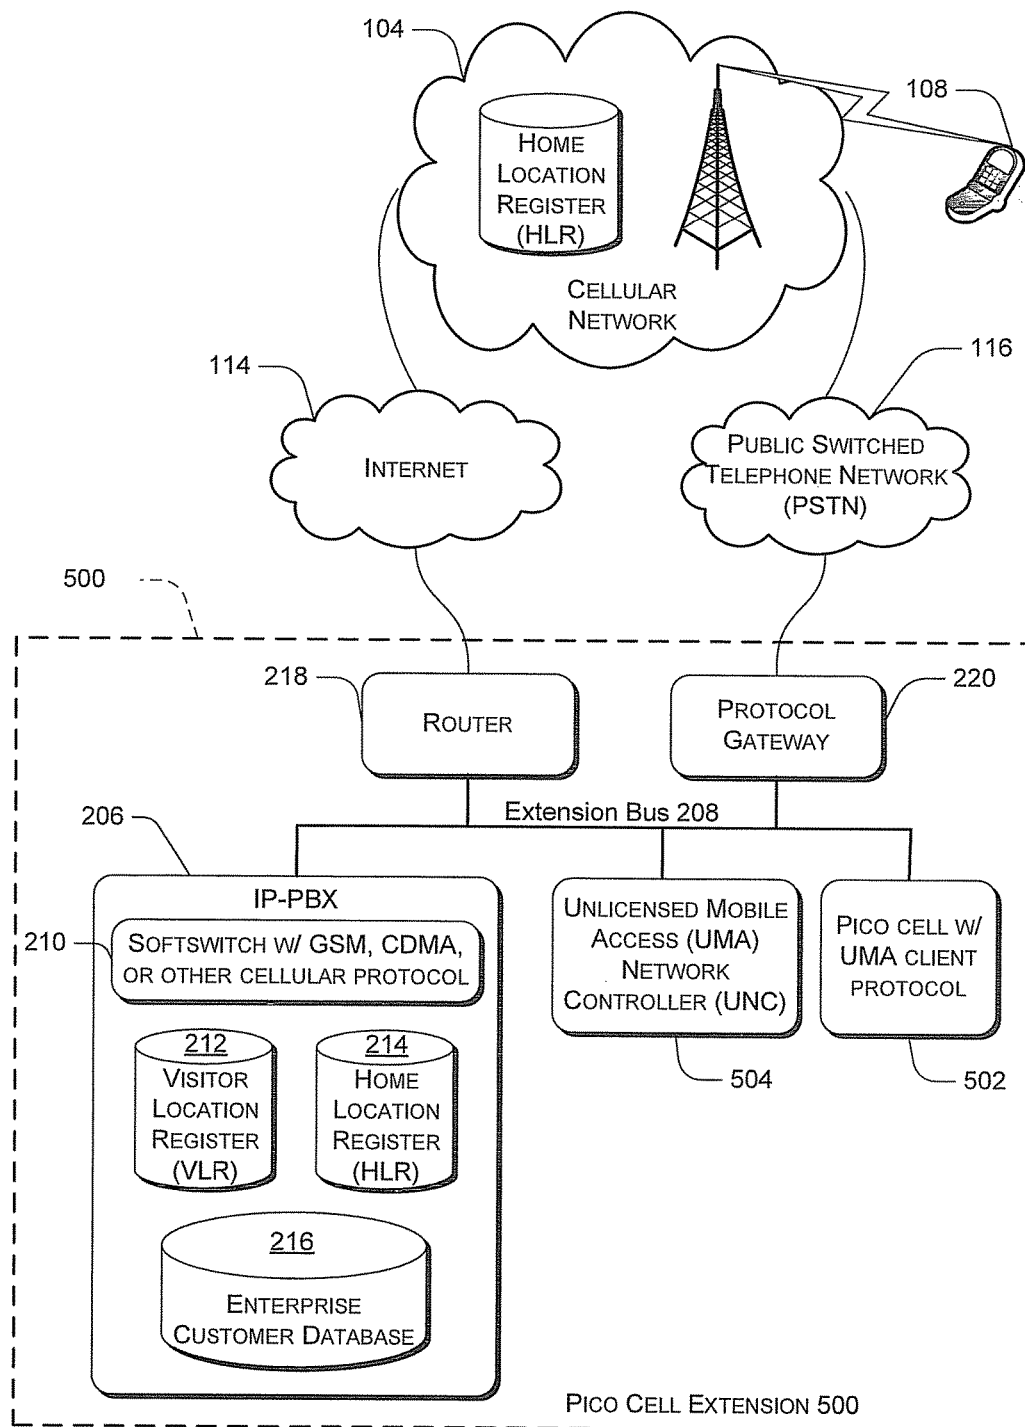 104
108
HOME
LOCATION
REGISTER
(HLR)
CELLULAR
NETWORK
114
116
INTERNET
PUBLIC SWITCHED
TELEPHONE NETWORK
(PSTN)
500
218
220
ROUTER
PROTOCOL
GATEWAY
Extension Bus 208
206
IP-PBX
210
SOFTSWITCH W/ GSM, CDMA,
OR OTHER CELLULAR PROTOCOL
UNLICENSED MOBILE
ACCESS (UMA)
NETWORK
CONTROLLER (UNC)
PICO CELL W/
UMA CLIENT
PROTOCOL
212
VISITOR
LOCATION
REGISTER
(VLR)
214
HOME
LOCATION
REGISTER
(HLR)
504
502
216
ENTERPRISE
CUSTOMER DATABASE
PICO CELL EXTENSION 500